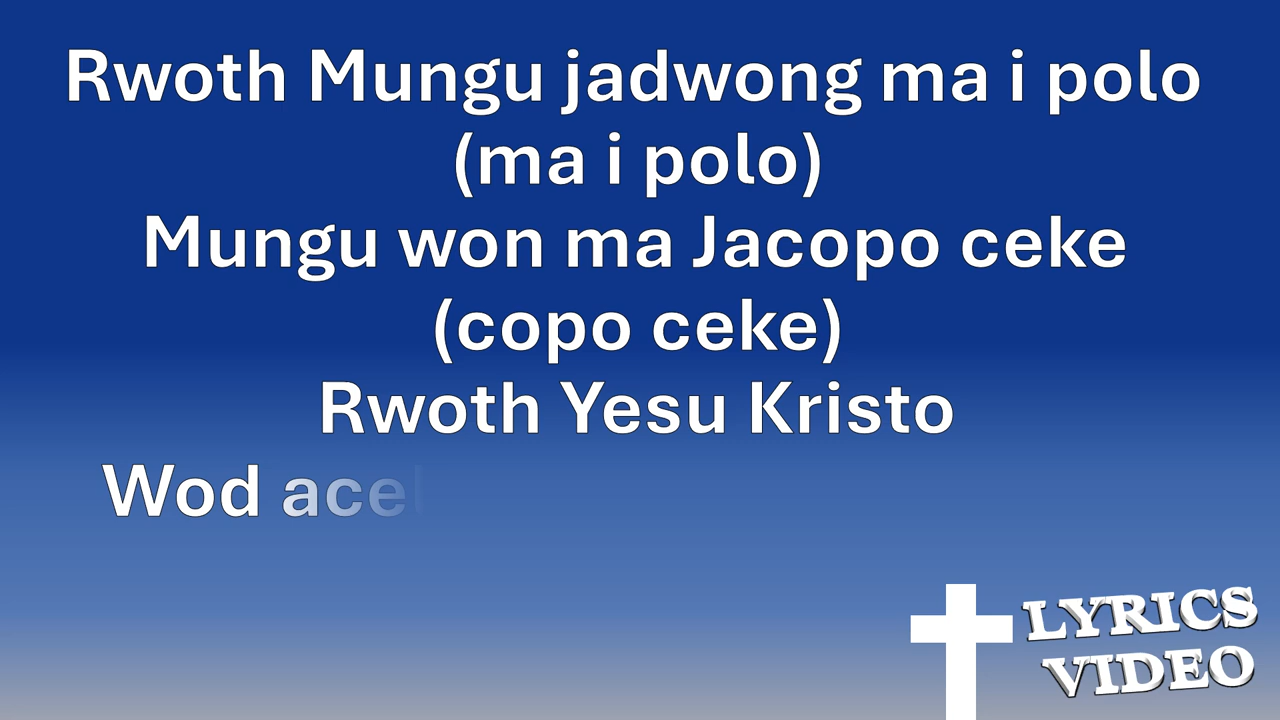 Rwoth Mungu jadwong ma i polo
(ma i polo)
Mungu won ma Jacopo ceke
(copo ceke)
Rwoth Yesu Kristo
Wod acel
LYRICS
VIDEO